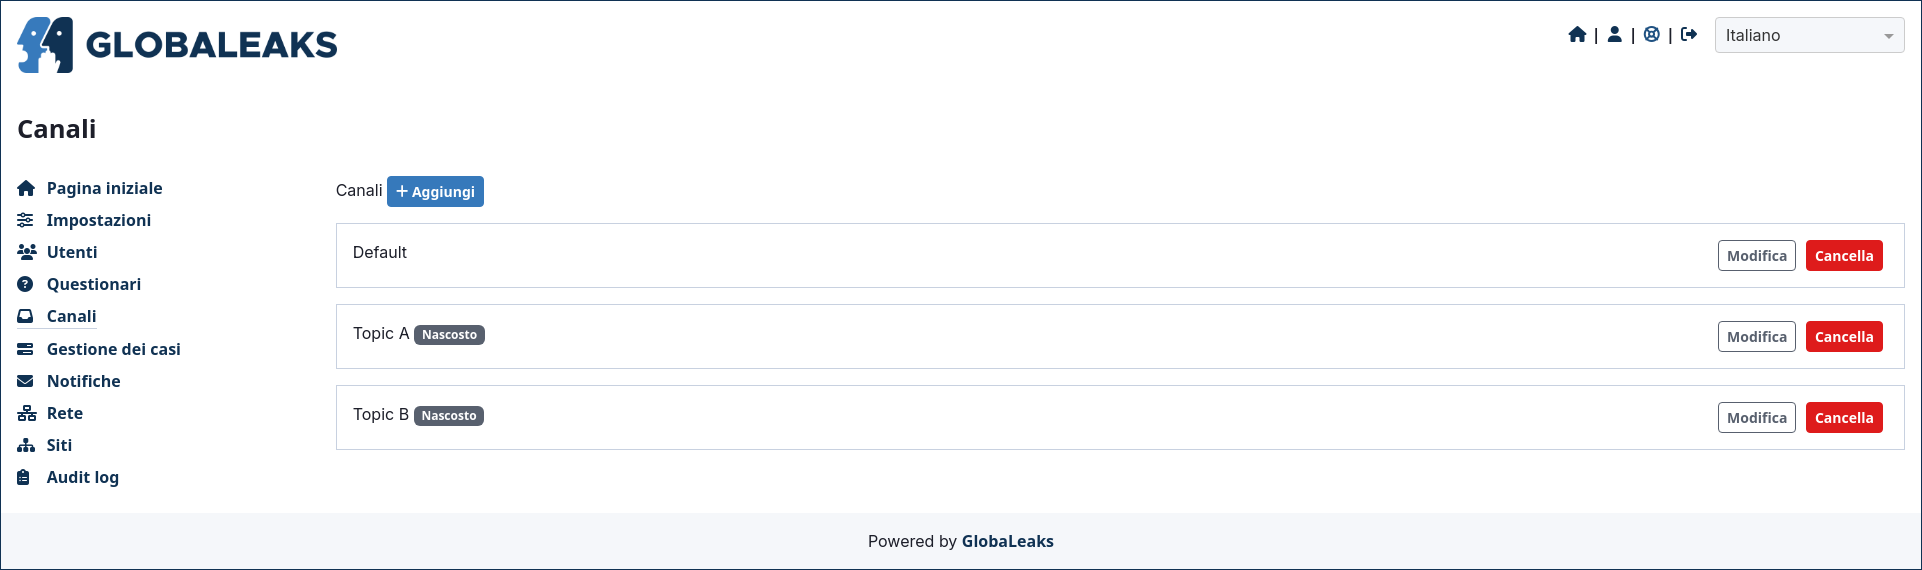 GLOBALEAKS
| | | Italiano
Canali
Pagina iniziale
Impostazioni
Utenti
Questionari
Canali
Gestione dei casi
Notifiche
Rete
Siti
Audit log
Canali + Aggiungi
Default Modifica Cancella
Topic A Nascosto Modifica Cancella
Topic B Nascosto Modifica Cancella
Powered by GlobaLeaks